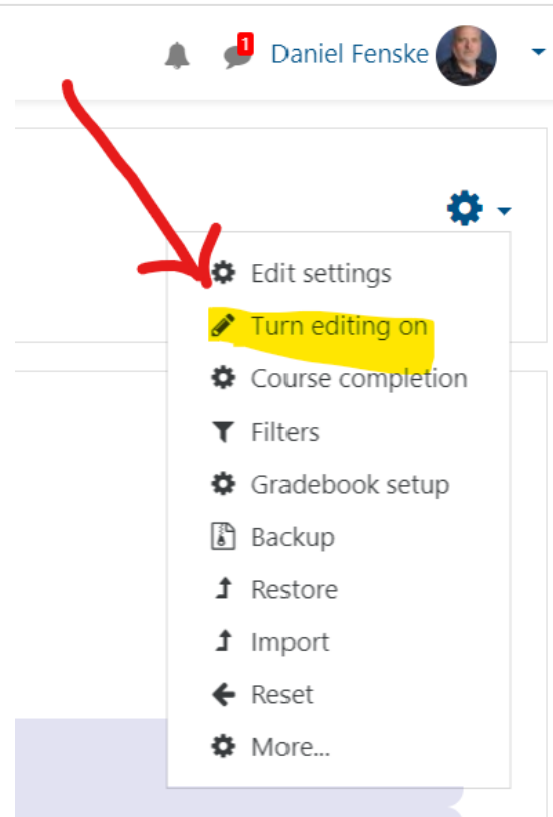 1
Daniel Fenske
Edit settings
Turn editing on
Course completion
Filters
Gradebook setup
Backup
Restore
Import
Reset
More...